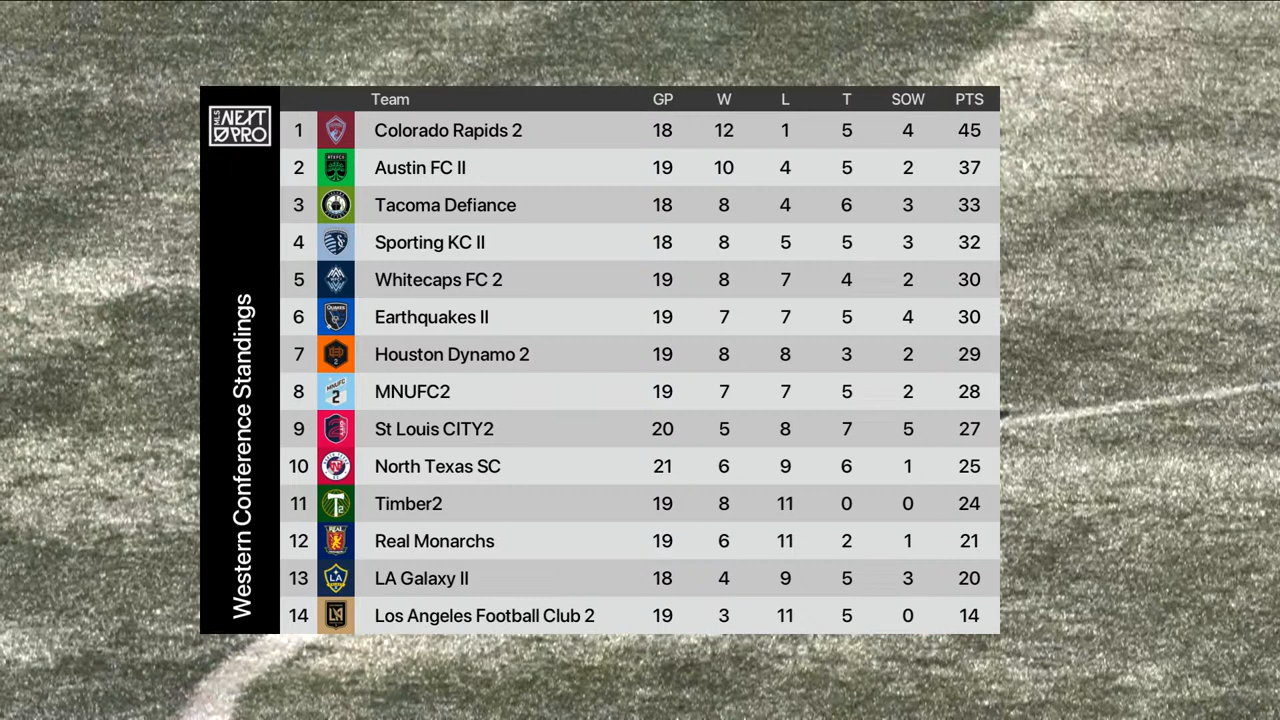 MLS NEXT PRO
Western Conference Standings
Team GP W L T SOW PTS
1 Colorado Rapids 2 18 12 1 5 4 45
2 Austin FC II 19 10 4 5 2 37
3 Tacoma Defiance 18 8 4 6 3 33
4 Sporting KC II 18 8 5 5 3 32
5 Whitecaps FC 2 19 8 7 4 2 30
6 Earthquakes II 19 7 7 5 4 30
7 Houston Dynamo 2 19 8 8 3 2 29
8 MNUFC2 19 7 7 5 2 28
9 St Louis CITY2 20 5 8 7 5 27
10 North Texas SC 21 6 9 6 1 25
11 Timber2 19 8 11 0 0 24
12 Real Monarchs 19 6 11 2 1 21
13 LA Galaxy II 18 4 9 5 3 20
14 Los Angeles Football Club 2 19 3 11 5 0 14